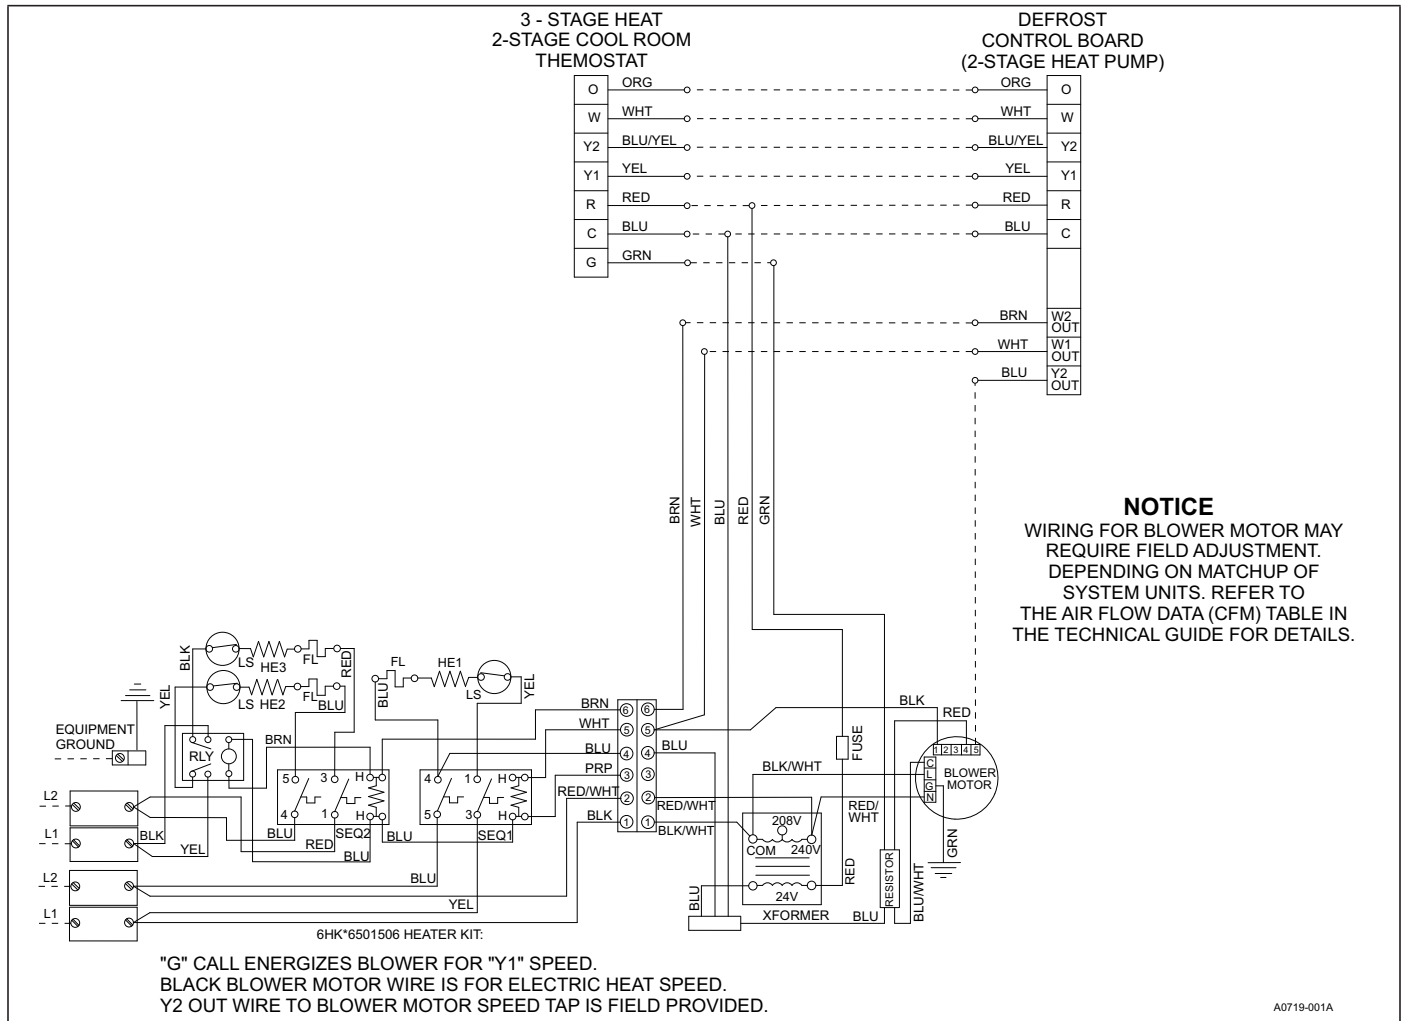 3 - STAGE HEAT
2-STAGE COOL ROOM
THEMOSTAT
DEFROST
CONTROL BOARD
(2-STAGE HEAT PUMP)
O ORG ORG O
W WHT WHT W
Y2 BLU/YEL BLU/YEL Y2
Y1 YEL YEL Y1
R RED RED R
C BLU BLU C
G GRN
BRN W2 OUT
WHT W1 OUT
BLU Y2 OUT
BRN WHT BLU RED GRN
NOTICE
WIRING FOR BLOWER MOTOR MAY
REQUIRE FIELD ADJUSTMENT.
DEPENDING ON MATCHUP OF
SYSTEM UNITS. REFER TO
THE AIR FLOW DATA (CFM) TABLE IN
THE TECHNICAL GUIDE FOR DETAILS.
BLK LS HE3 FL RED
YEL LS HE2 FL BLU
FL HE1 LS YEL
BLU
EQUIPMENT
GROUND
RLY
BRN
5 3 H
4 1 H
BLU RED SEQ2
BLU
4 1 H
5 3 H
BLU SEQ1
BRN 6 6
WHT 5 5
BLU 4 4 BLU
PRP 3 3
RED/WHT 2 2 RED/WHT
BLK 1 1 BLK/WHT
L2
L1 BLK
YEL
L2 BLU
L1 YEL
BLK
RED
1 2 3 4 5
C
L
G
N
BLOWER
MOTOR
GRN
FUSE
BLK/WHT
RED/
WHT
208V
COM 240V
24V
XFORMER
BLU
RED
BLU
RESISTOR
BLU/WHT
6HK*6501506 HEATER KIT:
"G" CALL ENERGIZES BLOWER FOR "Y1" SPEED.
BLACK BLOWER MOTOR WIRE IS FOR ELECTRIC HEAT SPEED.
Y2 OUT WIRE TO BLOWER MOTOR SPEED TAP IS FIELD PROVIDED.
A0719-001A